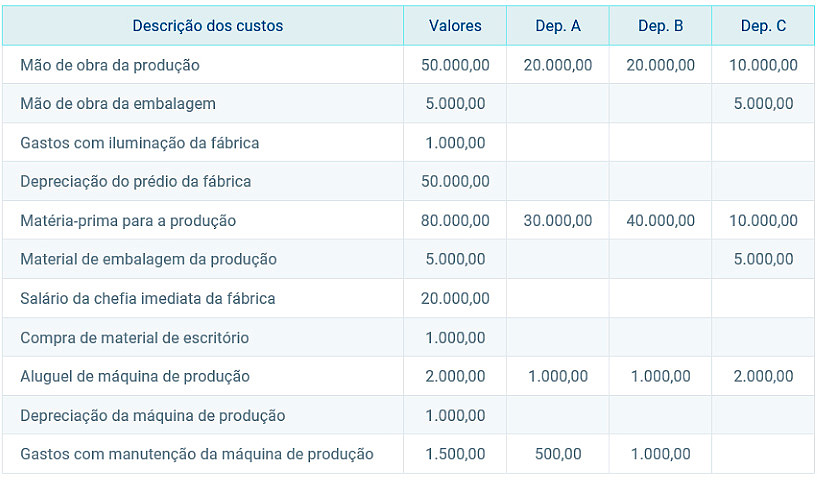 Descrição dos custos Valores Dep. A Dep. B Dep. C
Mão de obra da produção 50.000,00 20.000,00 20.000,00 10.000,00
Mão de obra da embalagem 5.000,00 5.000,00
Gastos com iluminação da fábrica 1.000,00
Depreciação do prédio da fábrica 50.000,00
Matéria-prima para a produção 80.000,00 30.000,00 40.000,00 10.000,00
Material de embalagem da produção 5.000,00 5.000,00
Salário da chefia imediata da fábrica 20.000,00
Compra de material de escritório 1.000,00
Aluguel de máquina de produção 2.000,00 1.000,00 1.000,00 2.000,00
Depreciação da máquina de produção 1.000,00
Gastos com manutenção da máquina de produção 1.500,00 500,00 1.000,00